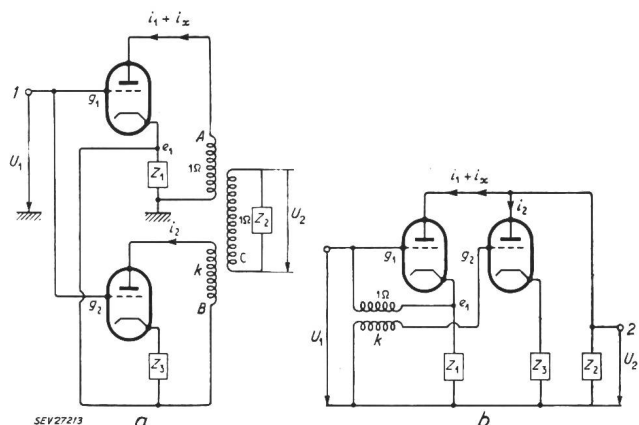 i₁ + iₓ
1
g₁
U₁
e₁
Z₁
A
1Ω
1Ω
Z₂
U₂
C
i₂
k
B
g₂
Z₃
SEV27213
a
i₁ + iₓ
i₂
g₁
g₂
1Ω
e₁
k
U₁
Z₁
Z₃
Z₂
2
U₂
b